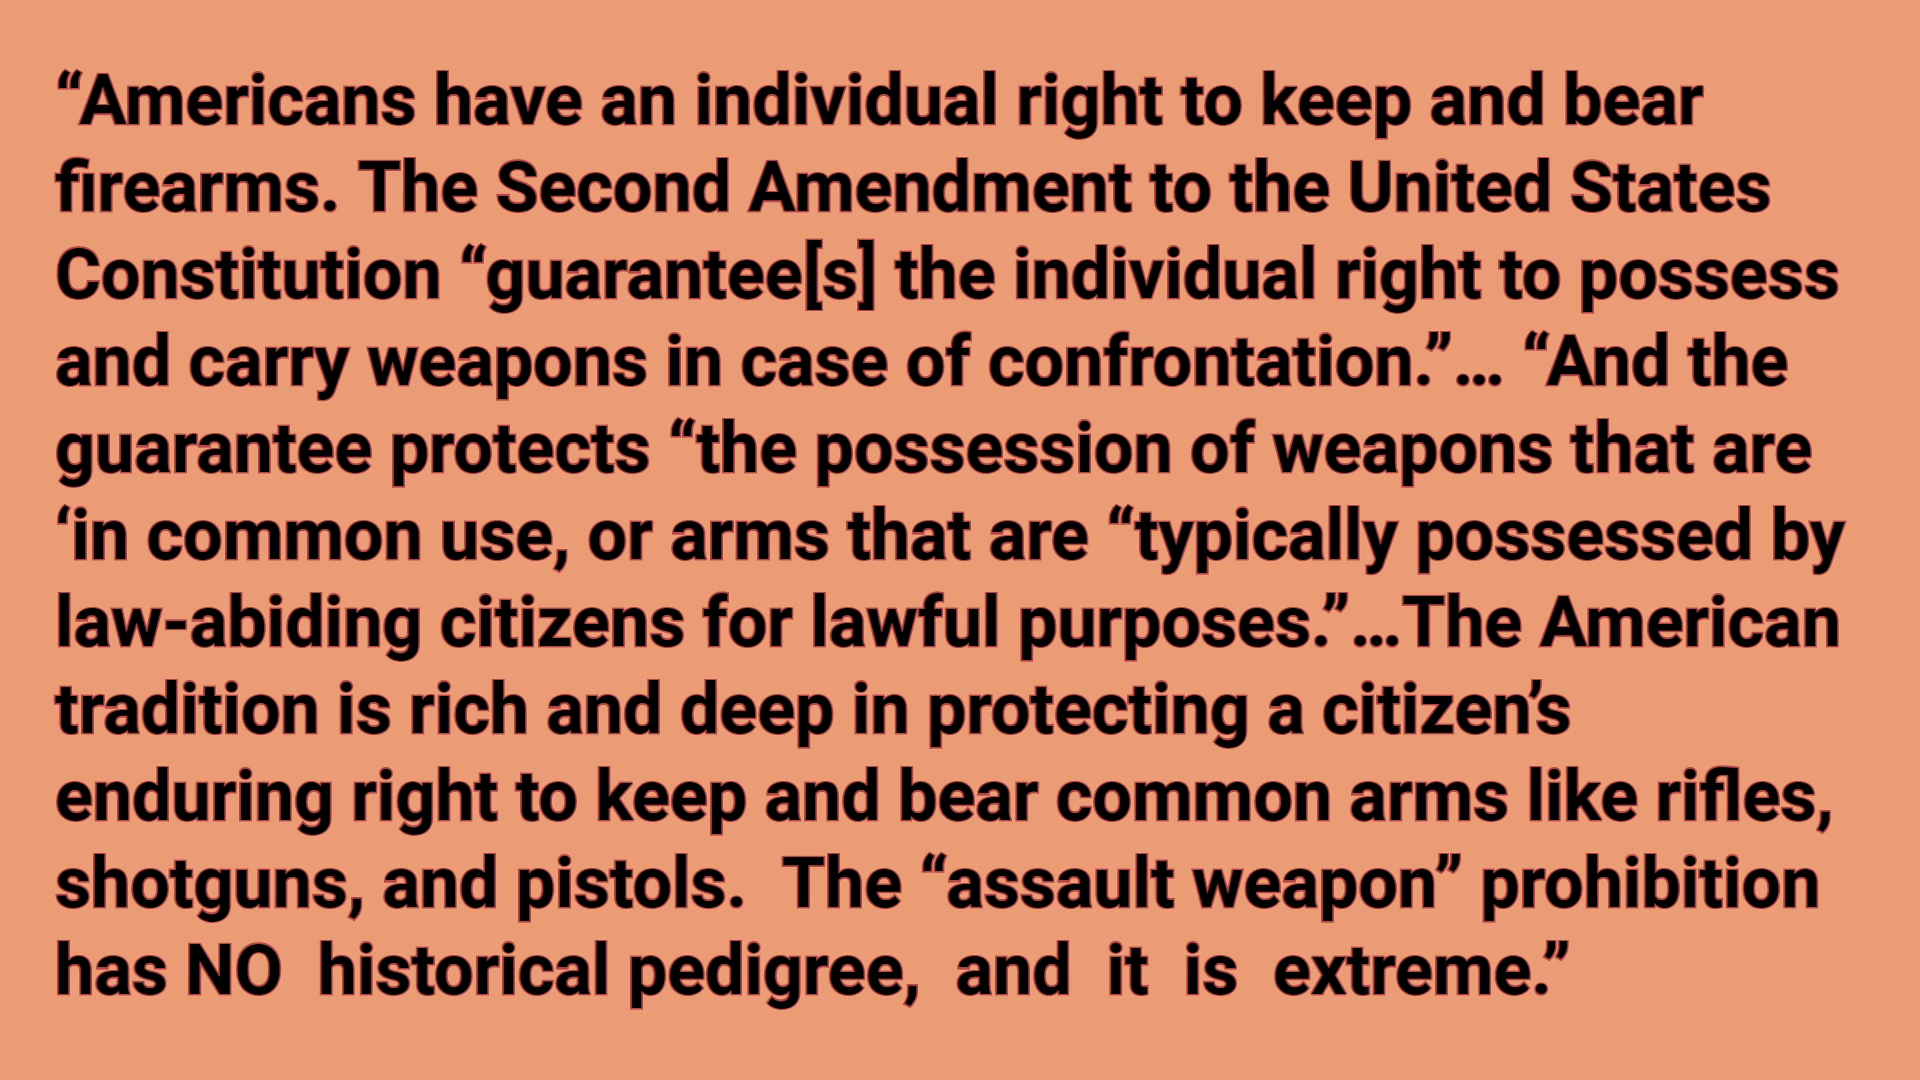 “Americans have an individual right to keep and bear
firearms. The Second Amendment to the United States
Constitution “guarantee[s] the individual right to possess
and carry weapons in case of confrontation.”... “And the
guarantee protects “the possession of weapons that are
‘in common use, or arms that are “typically possessed by
law-abiding citizens for lawful purposes.”...The American
tradition is rich and deep in protecting a citizen’s
enduring right to keep and bear common arms like rifles,
shotguns, and pistols.  The “assault weapon” prohibition
has NO  historical pedigree,  and  it  is  extreme.”